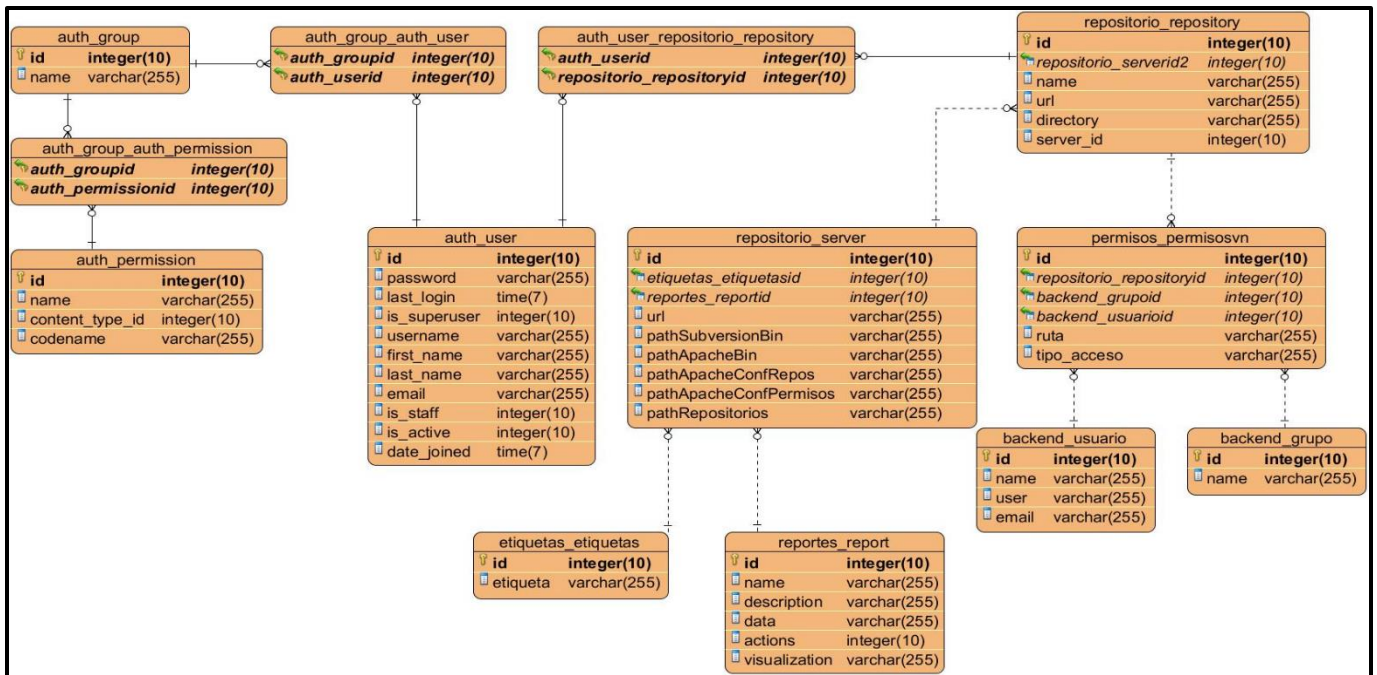 auth_group
id integer(10)
name varchar(255)
auth_group_auth_user
auth_groupid integer(10)
auth_userid integer(10)
auth_user_repositorio_repository
auth_userid integer(10)
repositorio_repositoryid integer(10)
repositorio_repository
id integer(10)
repositorio_serverid2 integer(10)
name varchar(255)
url varchar(255)
directory varchar(255)
server_id integer(10)
auth_group_auth_permission
auth_groupid integer(10)
auth_permissionid integer(10)
auth_permission
id integer(10)
name varchar(255)
content_type_id integer(10)
codename varchar(255)
auth_user
id integer(10)
password varchar(255)
last_login time(7)
is_superuser integer(10)
username varchar(255)
first_name varchar(255)
last_name varchar(255)
email varchar(255)
is_staff integer(10)
is_active integer(10)
date_joined time(7)
repositorio_server
id integer(10)
etiquetas_etiquetasid integer(10)
reportes_reportid integer(10)
url varchar(255)
pathSubversionBin varchar(255)
pathApacheBin varchar(255)
pathApacheConfRepos varchar(255)
pathApacheConfPermisos varchar(255)
pathRepositorios varchar(255)
permisos_permisosvn
id integer(10)
repositorio_repositoryid integer(10)
backend_grupoid integer(10)
backend_usuarioid integer(10)
ruta varchar(255)
tipo_acceso varchar(255)
backend_usuario
id integer(10)
name varchar(255)
user varchar(255)
email varchar(255)
backend_grupo
id integer(10)
name varchar(255)
etiquetas_etiquetas
id integer(10)
etiqueta varchar(255)
reportes_report
id integer(10)
name varchar(255)
description varchar(255)
data varchar(255)
actions integer(10)
visualization varchar(255)